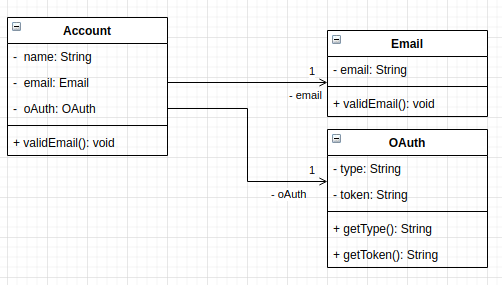 Account
- name: String
- email: Email
- oAuth: OAuth
+ validEmail(): void
1
- email
Email
- email: String
+ validEmail(): void
1
- oAuth
OAuth
- type: String
- token: String
+ getType(): String
+ getToken(): String